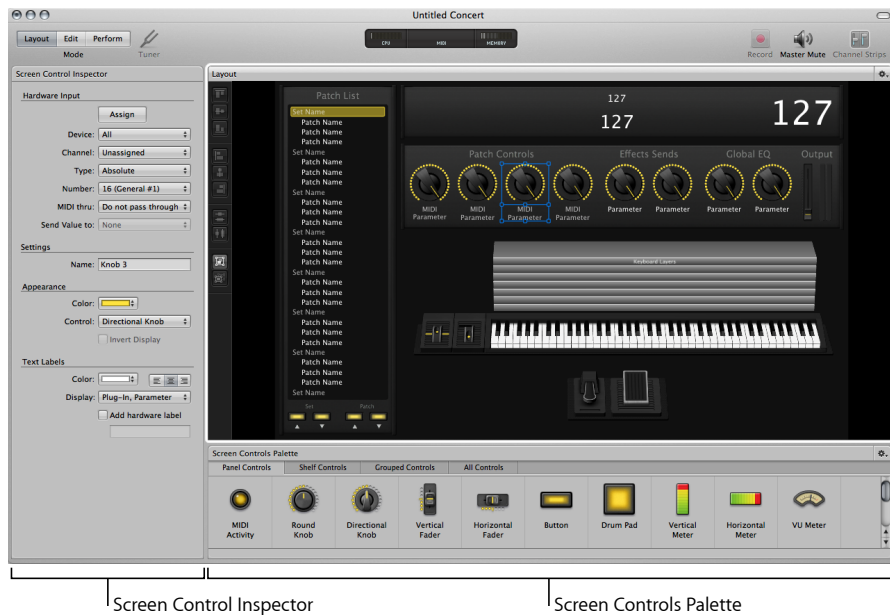 Untitled Concert
Layout Edit Perform
Mode
Tuner
CPU MIDI MEMORY
Record Master Mute Channel Strips
Screen Control Inspector
Hardware Input
Assign
Device: All
Channel: Unassigned
Type: Absolute
Number: 16 (General #1)
MIDI thru: Do not pass through
Send Value to: None
Settings
Name: Knob 3
Appearance
Color:
Control: Directional Knob
Invert Display
Text Labels
Color:
Display: Plug-In, Parameter
Add hardware label
Layout
Patch List
Set Name
Patch Name
Patch Name
Patch Name
Set Name
Patch Name
Patch Name
Patch Name
Set Name
Patch Name
Patch Name
Patch Name
Set Name
Patch Name
Patch Name
Patch Name
Set Name
Patch Name
Patch Name
Patch Name
Set Name
Patch Name
Patch Name
Patch Name
Set Name
Patch Name
Patch Name
Patch Name
Set Name
Set Patch
127
127
127
Patch Controls Effects Sends Global EQ Output
MIDI Parameter
MIDI Parameter
MIDI Parameter
MIDI Parameter
Parameter Parameter Parameter Parameter
Keyboard Layers
Screen Controls Palette
Panel Controls Shelf Controls Grouped Controls All Controls
MIDI Activity
Round Knob
Directional Knob
Vertical Fader
Horizontal Fader
Button
Drum Pad
Vertical Meter
Horizontal Meter
VU Meter
Screen Control Inspector
Screen Controls Palette